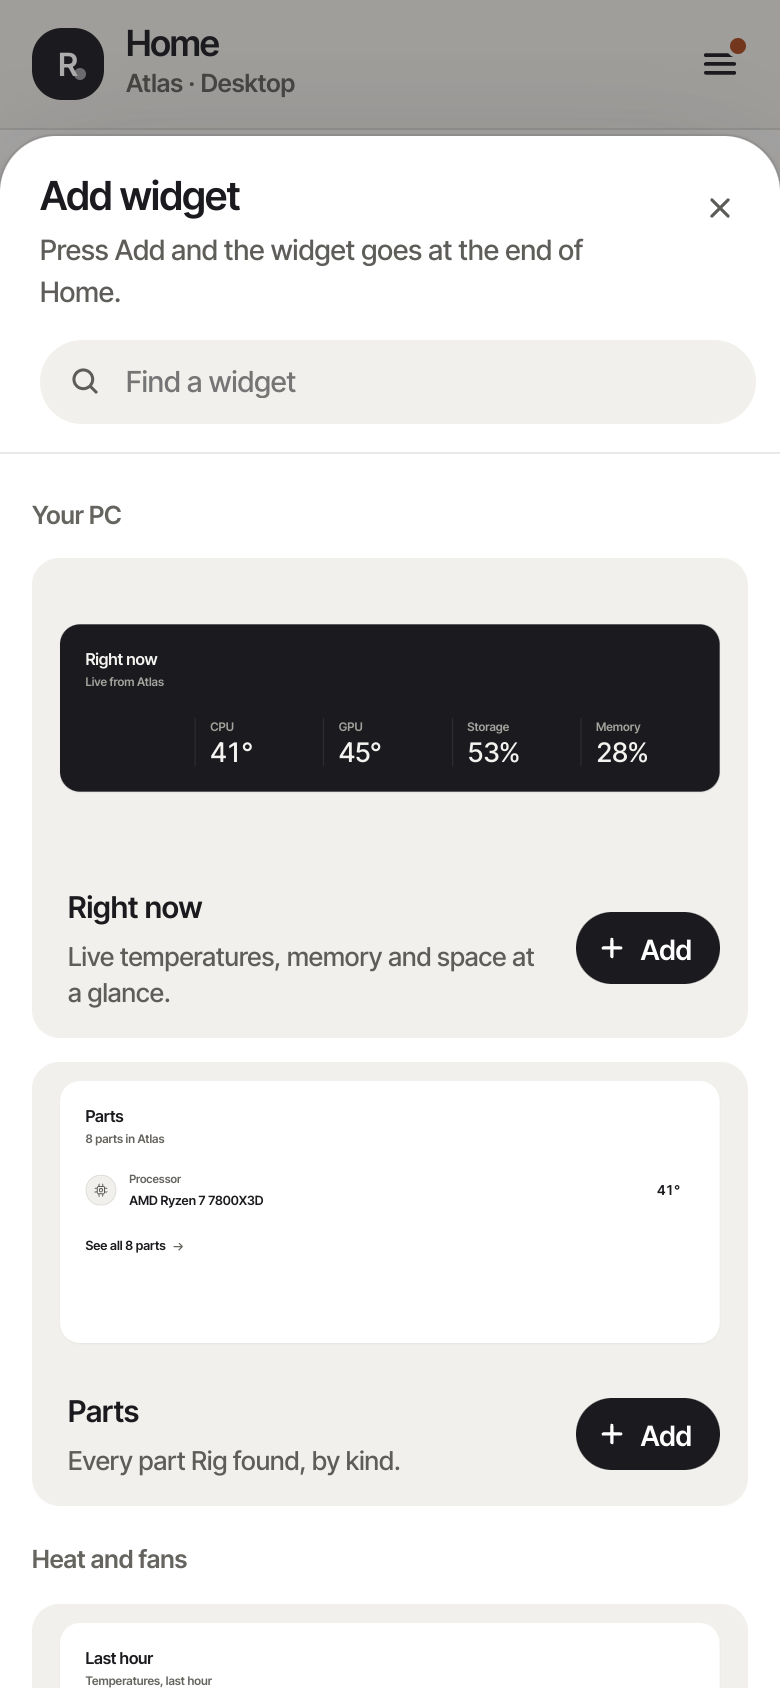 R
Home
Atlas · Desktop
Add widget
Press Add and the widget goes at the end of
Home.
Find a widget
Your PC
Right now
Live from Atlas
CPU
41°
GPU
45°
Storage
53%
Memory
28%
Right now
Live temperatures, memory and space at
a glance.
Add
Parts
8 parts in Atlas
Processor
AMD Ryzen 7 7800X3D
41°
See all 8 parts →
Parts
Every part Rig found, by kind.
Add
Heat and fans
Last hour
Temperatures, last hour